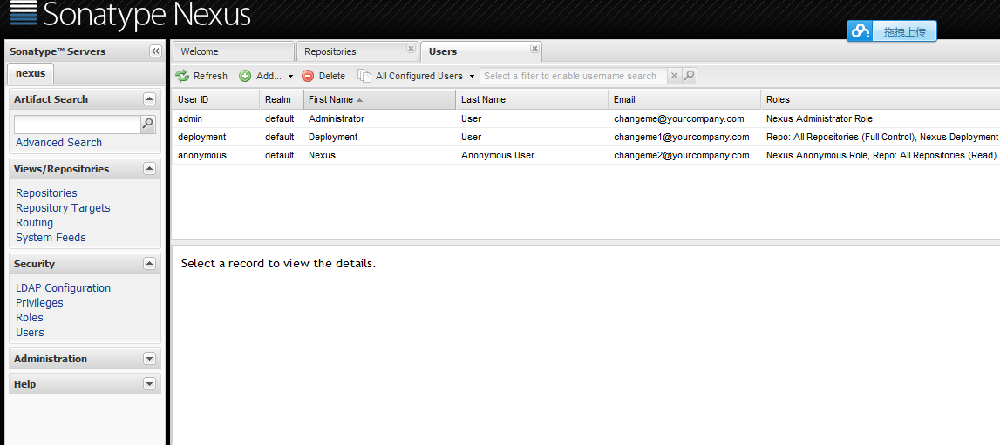 Sonatype Nexus
拖拽上传
Sonatype™ Servers
nexus
Artifact Search
Advanced Search
Views/Repositories
Repositories
Repository Targets
Routing
System Feeds
Security
LDAP Configuration
Privileges
Roles
Users
Administration
Help
Welcome Repositories Users
Refresh Add... Delete All Configured Users Select a filter to enable username search
User ID Realm First Name Last Name Email Roles
admin default Administrator User changeme@yourcompany.com Nexus Administrator Role
deployment default Deployment User changeme1@yourcompany.com Repo: All Repositories (Full Control), Nexus Deployment
anonymous default Nexus Anonymous User changeme2@yourcompany.com Nexus Anonymous Role, Repo: All Repositories (Read)
Select a record to view the details.